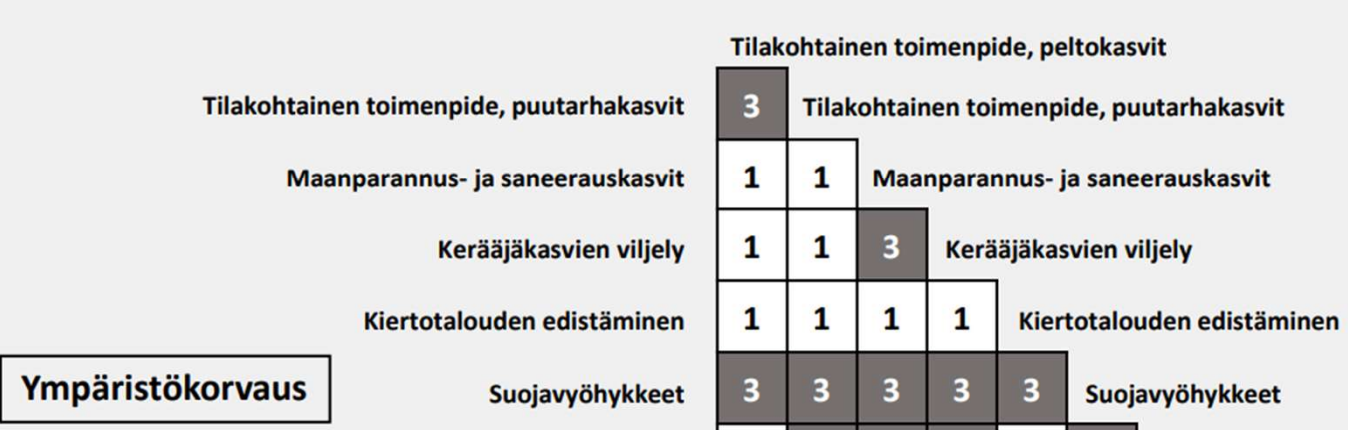 Tilakohtainen toimenpide, peltokasvit
Tilakohtainen toimenpide, puutarhakasvit 3 Tilakohtainen toimenpide, puutarhakasvit
Maanparannus- ja saneerauskasvit 1 1 Maanparannus- ja saneerauskasvit
Kerääjäkasvien viljely 1 1 3 Kerääjäkasvien viljely
Kiertotalouden edistäminen 1 1 1 1 Kiertotalouden edistäminen
Ympäristökorvaus Suojavyöhykkeet 3 3 3 3 3 Suojavyöhykkeet